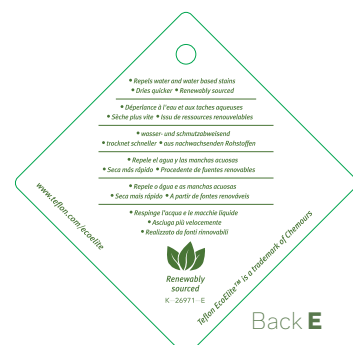 • Repels water and water based stains
• Dries quicker • Renewably sourced
• Déperlance à l'eau et aux taches aqueuses
• Sèche plus vite • Issu de ressources renouvelables
• wasser- und schmutzabweisend
• trocknet schneller • aus nachwachsenden Rohstoffen
• Repele el agua y las manchas acuosas
• Seca más rápido • Procedente de fuentes renovables
• Repele o água e as manchas acuosas
• Seca mais rápido • A partir de fontes renováveis
• Respinge l'acqua e le macchie liquide
• Asciuga più velocemente
• Realizzato da fonti rimovabili
www.teflon.com/ecoelite
Renewably
sourced
K-26971-E
Teflon EcoElite™ is a trademark of Chemours
Back E